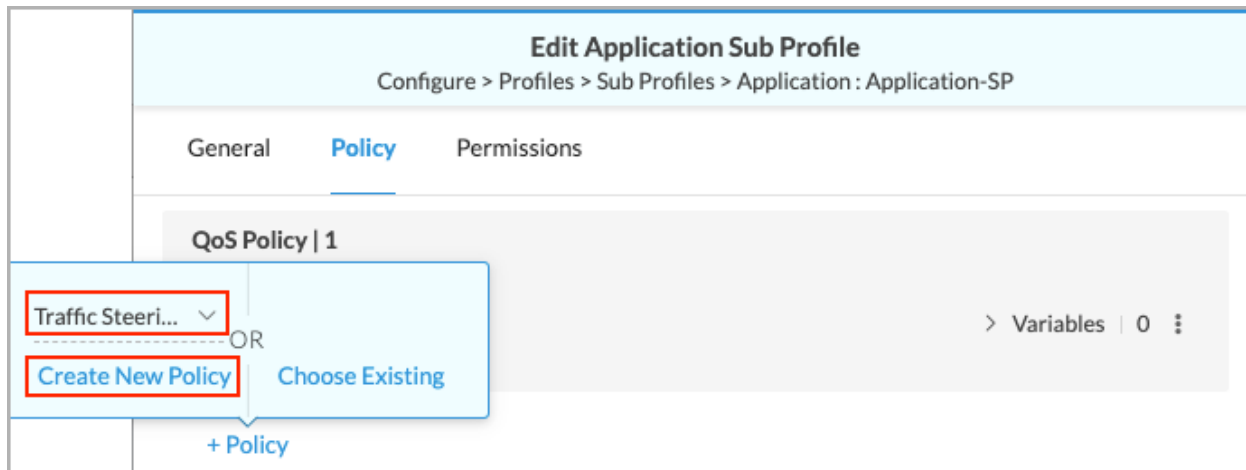 Edit Application Sub Profile
Configure > Profiles > Sub Profiles > Application : Application-SP
General Policy Permissions
QoS Policy | 1
Traffic Steeri...
OR
> Variables | 0
Create New Policy Choose Existing
+ Policy